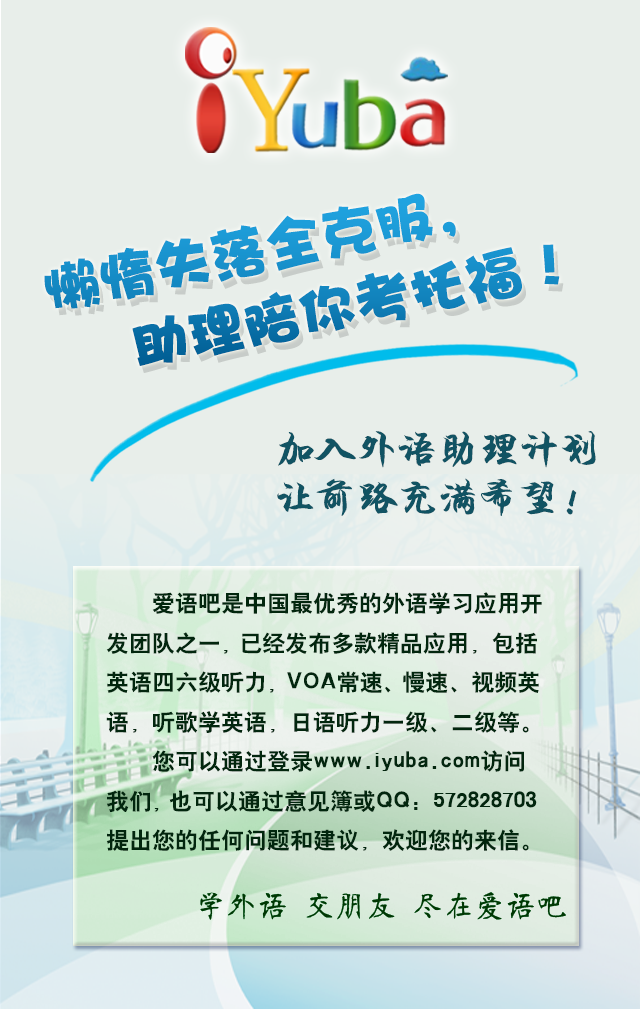 iYuba
懒惰失落全克服，
助理陪你考托福！
加入外语助理计划
让前路充满希望！
爱语吧是中国最优秀的外语学习应用开
发团队之一，已经发布多款精品应用，包括
英语四六级听力，VOA常速、慢速、视频英
语，听歌学英语，日语听力一级、二级等。
您可以通过登录www.iyuba.com访问
我们，也可以通过意见簿或QQ：572828703
提出您的任何问题和建议，欢迎您的来信。
学外语 交朋友 尽在爱语吧